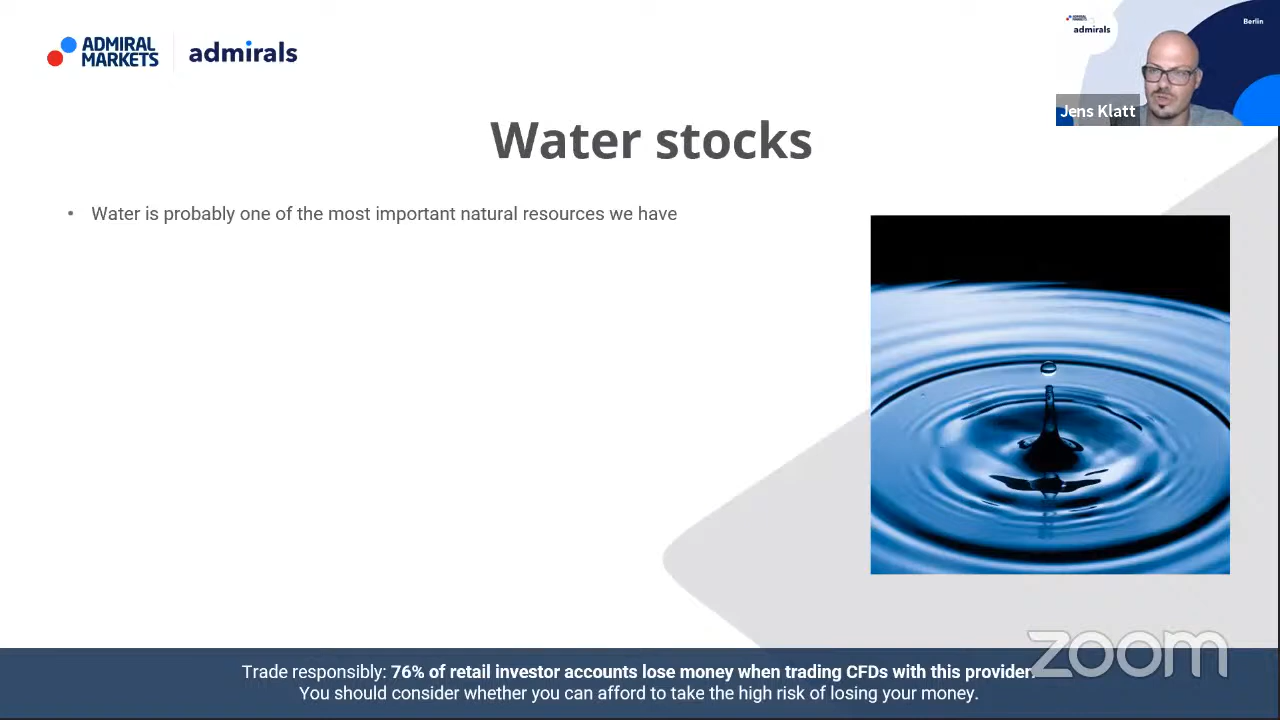 ADMIRAL
MARKETS
admirals
ADMIRAL
MARKETS
admirals
Berlin
Jens Klatt
Water stocks
• Water is probably one of the most important natural resources we have
zoom
Trade responsibly: 76% of retail investor accounts lose money when trading CFDs with this provider.
You should consider whether you can afford to take the high risk of losing your money.